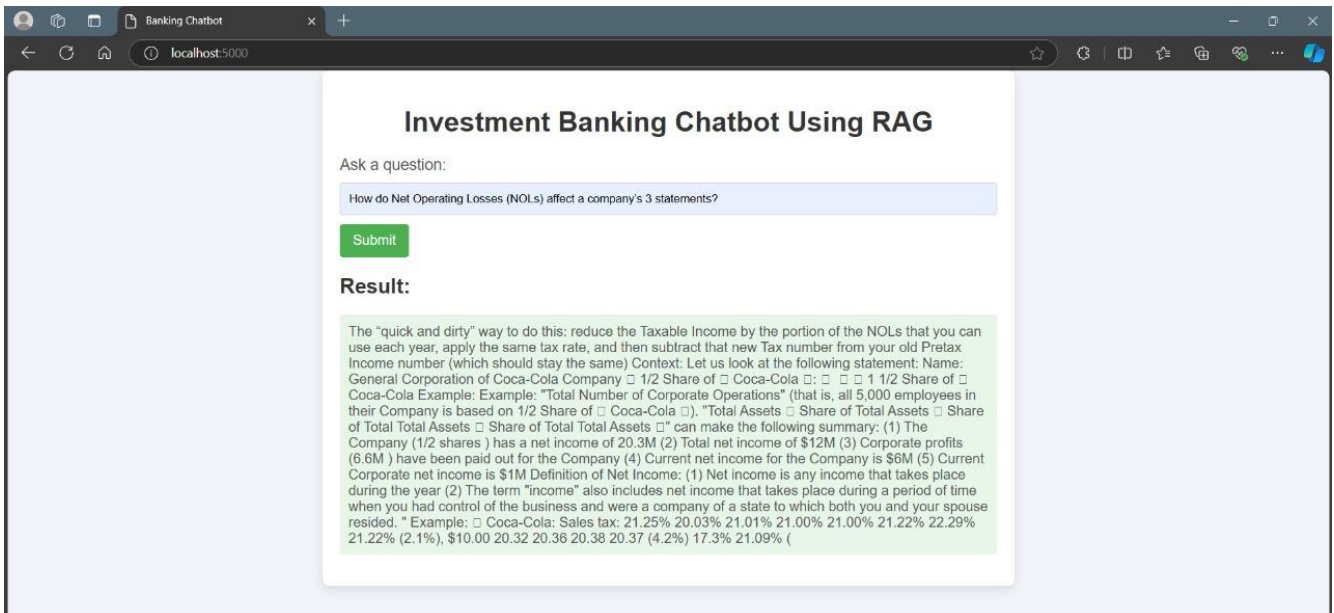 Banking Chatbot
localhost:5000
Investment Banking Chatbot Using RAG
Ask a question:
How do Net Operating Losses (NOLs) affect a company's 3 statements?
Submit
Result:
The “quick and dirty” way to do this: reduce the Taxable Income by the portion of the NOLs that you can
use each year, apply the same tax rate, and then subtract that new Tax number from your old Pretax
Income number (which should stay the same) Context: Let us look at the following statement: Name:
General Corporation of Coca-Cola Company □ 1/2 Share of □ Coca-Cola □: □ □ □ 1 1/2 Share of □
Coca-Cola Example: Example: "Total Number of Corporate Operations" (that is, all 5,000 employees in
their Company is based on 1/2 Share of □ Coca-Cola □). "Total Assets □ Share of Total Assets □ Share
of Total Total Assets □ Share of Total Total Assets □" can make the following summary: (1) The
Company (1/2 shares ) has a net income of 20.3M (2) Total net income of $12M (3) Corporate profits
(6.6M ) have been paid out for the Company (4) Current net income for the Company is $6M (5) Current
Corporate net income is $1M Definition of Net Income: (1) Net income is any income that takes place
during the year (2) The term "income" also includes net income that takes place during a period of time
when you had control of the business and were a company of a state to which both you and your spouse
resided. " Example: □ Coca-Cola: Sales tax: 21.25% 20.03% 21.01% 21.00% 21.00% 21.22% 22.29%
21.22% (2.1%), $10.00 20.32 20.36 20.38 20.37 (4.2%) 17.3% 21.09% (